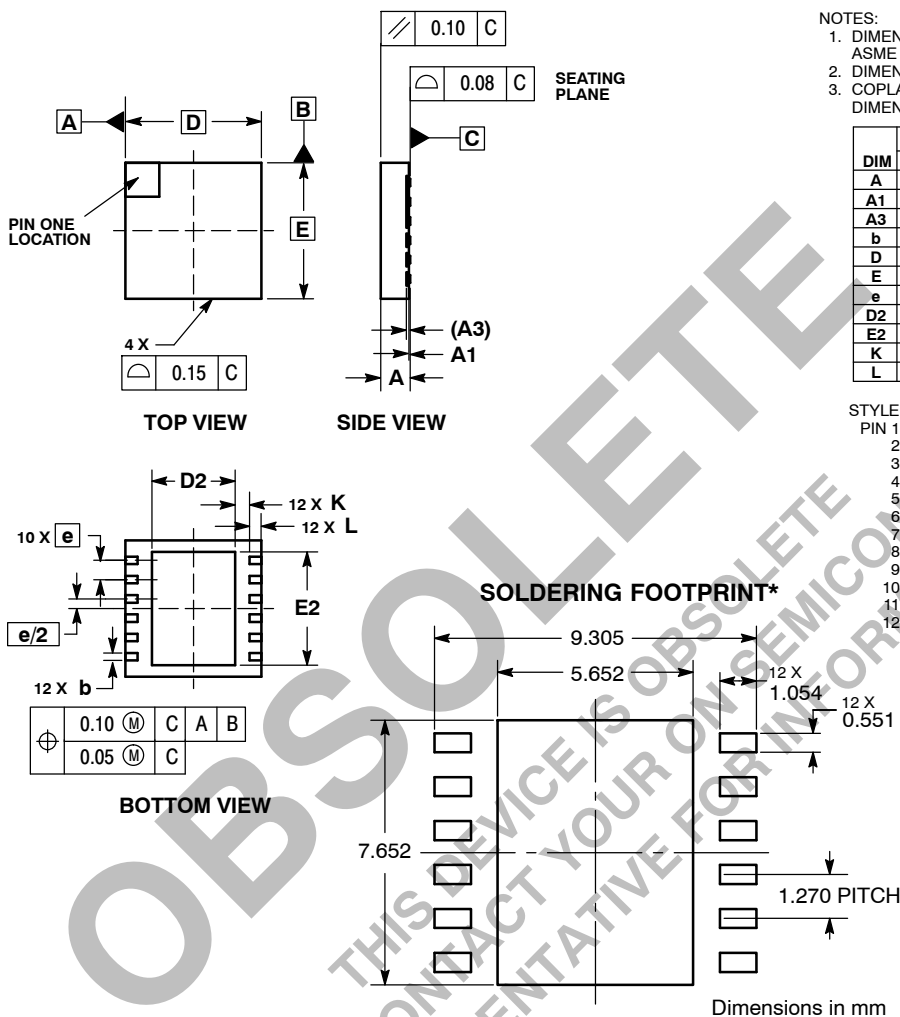 NOTES:
1. DIMEN
ASME
2. DIMEN
3. COPLA
DIMEN
0.10 C
0.08 C
SEATING
PLANE
A
D
B
C
PIN ONE
LOCATION
E
4 X
0.15 C
(A3)
A1
A
TOP VIEW
SIDE VIEW
DIM
A
A1
A3
b
D
E
e
D2
E2
K
L
STYLE
PIN 1
2
3
4
5
6
7
8
9
10
11
12
D2
12 X K
12 X L
10 X e
E2
e/2
12 X b
0.10 Ⓜ C A B
0.05 Ⓜ C
BOTTOM VIEW
SOLDERING FOOTPRINT*
9.305
5.652
12 X
1.054
12 X
0.551
7.652
1.270 PITCH
Dimensions in mm
OBSOLETE
THIS DEVICE IS OBSOLETE
CONTACT YOUR ON SEMICON
ENTATIVE FOR INFOR